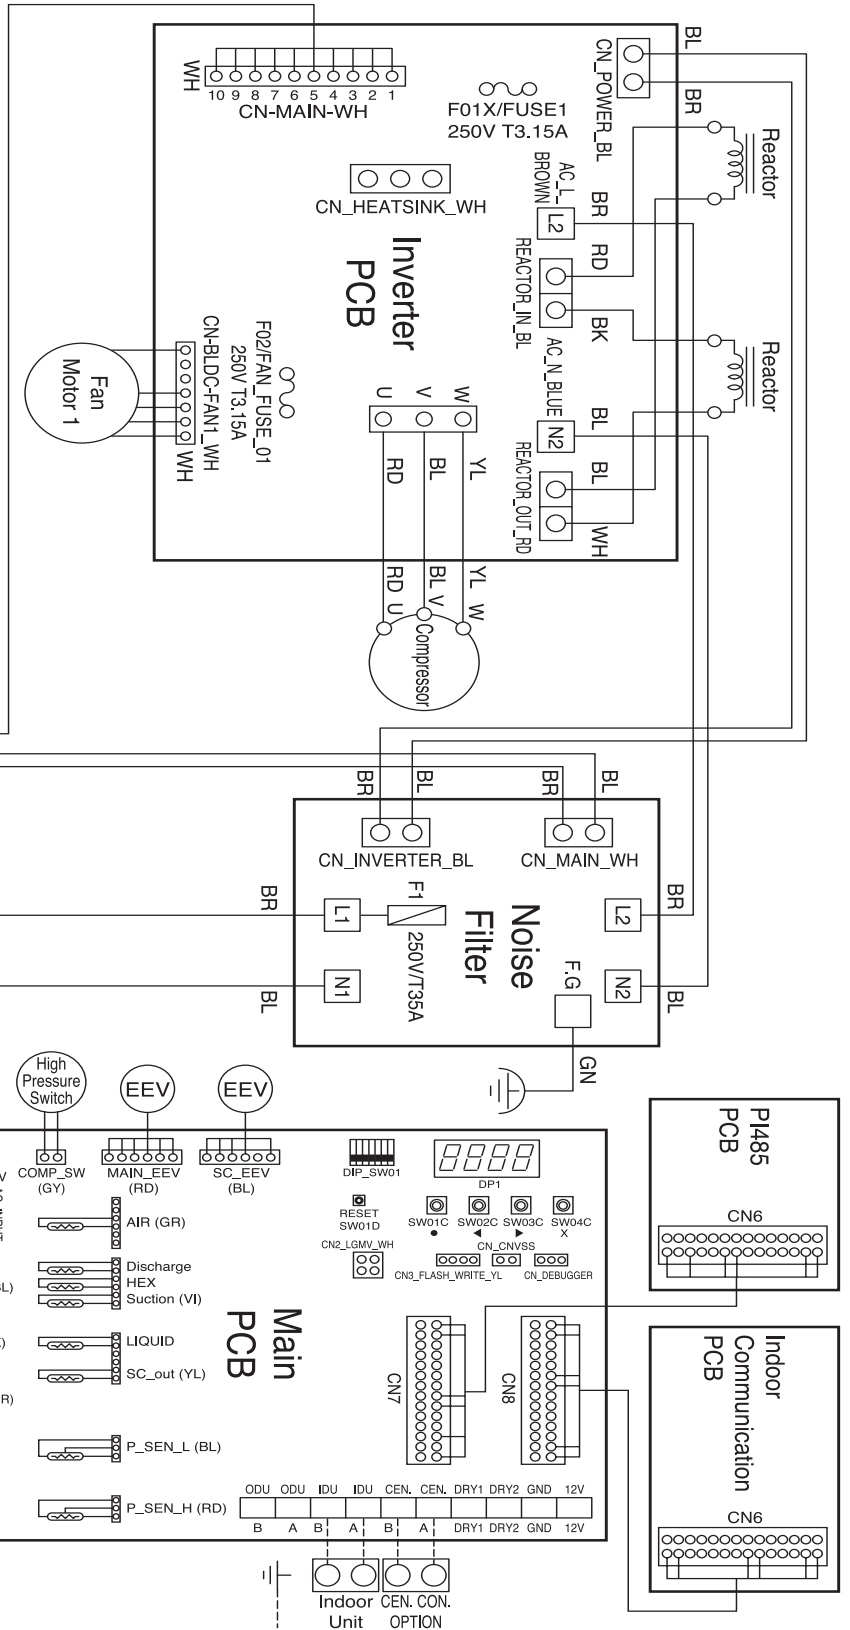 BL
CN_POWER_BL
BR
WH
10 9 8 7 6 5 4 3 2 1
CN-MAIN-WH
F01X/FUSE1
250V T3.15A
Reactor
CN_HEATSINK_WH
AC_L_
BROWN
L2
BR
RD
REACTOR_IN_BL
BK
Inverter
PCB
Reactor
Fan
Motor 1
CN-BLDC-FAN1_WH
WH
F02/FAN_FUSE_01
250V T3.15A
U
V
W
AC_N_BLUE
N2
BL
BL
REACTOR_OUT_RD
WH
RD
BL
YL
RD
BL
YL
U
V
W
Compressor
BR
BL
BR
BL
CN_INVERTER_BL
CN_MAIN_WH
BR
L1
F1
250V/T35A
Noise
Filter
L2
BR
BL
N1
F.G
N2
BL
GN
High
Pressure
Switch
EEV
EEV
COMP_SW
(GY)
MAIN_EEV
(RD)
SC_EEV
(BL)
DIP_SW01
DP1
RESET
SW01D
SW01C
SW02C
SW03C
SW04C
● ◀ ▶ X
CN2_LGMV_WH
CN_CNVSS
CN3_FLASH_WRITE_YL
CN_DEBUGGER
AIR (GR)
Discharge
HEX
Suction (VI)
LIQUID
SC_out (YL)
P_SEN_L (BL)
P_SEN_H (RD)
Main
PCB
CN7
CN8
PI485
PCB
CN6
Indoor
Communication
PCB
CN6
ODU ODU IDU IDU CEN. CEN. DRY1 DRY2 GND 12V
B A B A B A DRY1 DRY2 GND 12V
Indoor
Unit
CEN. CON.
OPTION